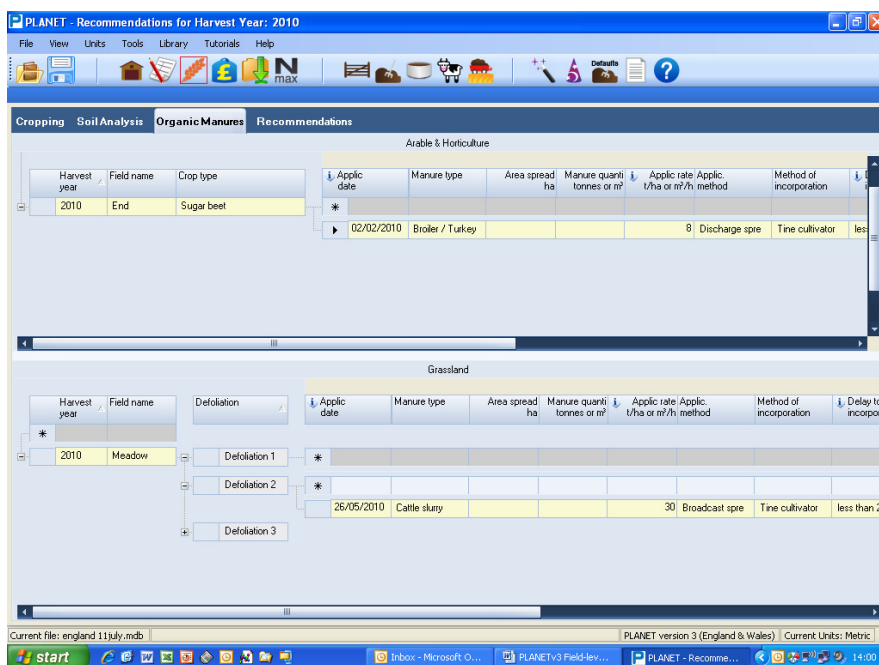 PLANET - Recommendations for Harvest Year: 2010
File View Units Tools Library Tutorials Help
N max Defaults
Cropping Soil Analysis Organic Manures Recommendations
Arable & Horticulture
Harvest year Field name Crop type Applic date Manure type Area spread ha Manure quanti tonnes or m³ Applic rate t/ha or m³/h Applic. method Method of incorporation
2010 End Sugar beet
02/02/2010 Broiler / Turkey 8 Discharge spre Tine cultivator les
Grassland
Harvest year Field name Defoliation Applic date Manure type Area spread ha Manure quanti tonnes or m³ Applic rate t/ha or m³/h Applic. method Method of incorporation Delay to incorpo
2010 Meadow Defoliation 1
Defoliation 2
26/05/2010 Cattle slurry 30 Broadcast spre Tine cultivator less than 2
Defoliation 3
Current file: england 11july.mdb PLANET version 3 (England & Wales) Current Units: Metric
start Inbox - Microsoft O... PLANETv3 Field-lev... PLANET - Recomme... 14:00